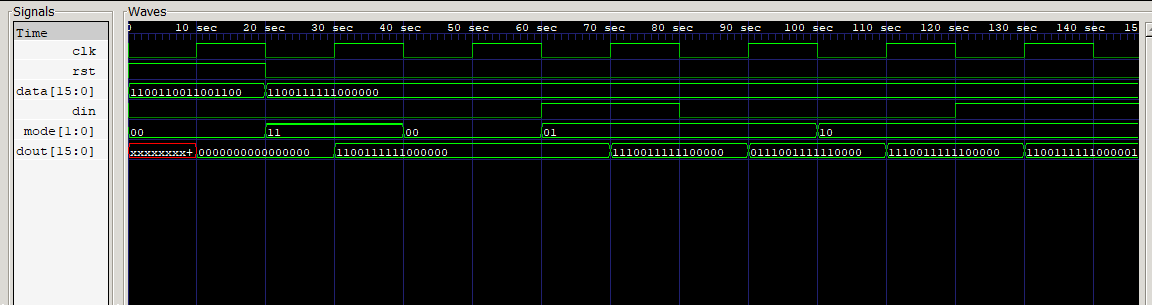 Signals
Waves
Time
0 10 sec 20 sec 30 sec 40 sec 50 sec 60 sec 70 sec 80 sec 90 sec 100 sec 110 sec 120 sec 130 sec 140 sec 15
clk
rst
data[15:0] 1100110011001100 1100111111000000
din
mode[1:0] 00 11 00 01 10
dout[15:0] xxxxxxxx+ 0000000000000000 1100111111000000 1110011111100000 0111001111110000 1110011111100000 1100111111000001